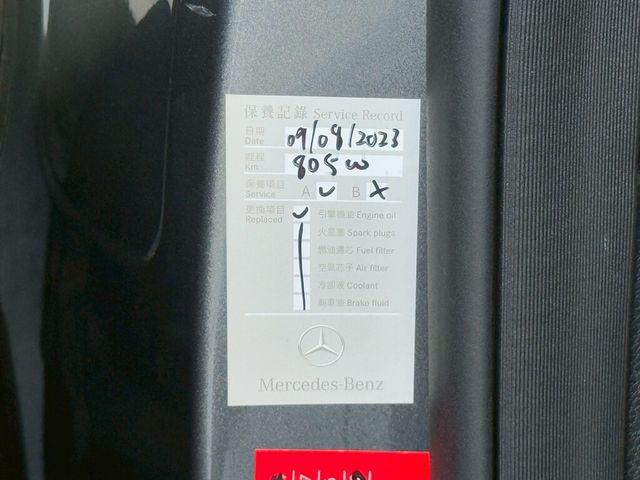 保養記錄 Service Record
日期 Date 09/08/2023
哩程 Km 80500
保養項目 Service A ✓ B ✗
更換項目 Replaced ✓ 引擎機油 Engine oil
火星塞 Spark plugs
燃油濾芯 Fuel filter
空氣芯子 Air filter
冷卻液 Coolant
剎車油 Brake fluid
Mercedes-Benz